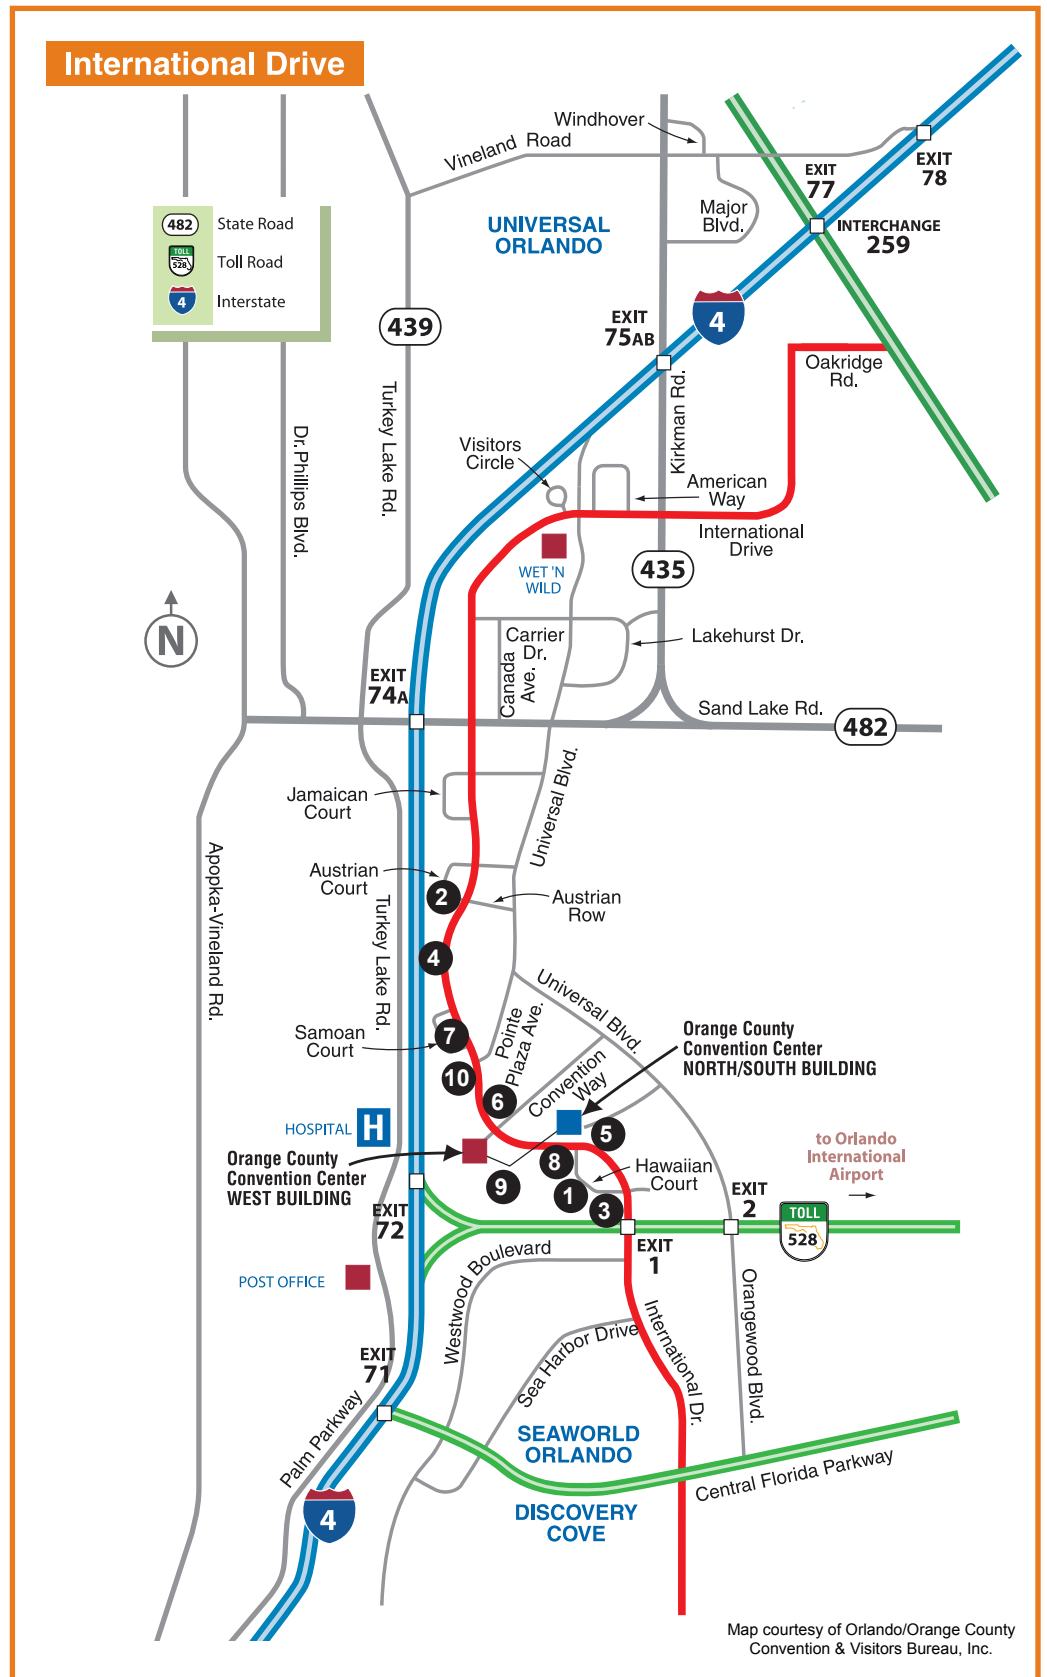 International Drive
Windhover
Vineland Road
EXIT
78
EXIT
77
Major
Blvd.
UNIVERSAL
ORLANDO
INTERCHANGE
259
482
State Road
TOLL
528
Toll Road
4
Interstate
439
EXIT
75AB
4
Oakridge
Rd.
Turkey Lake Rd.
Kirkman Rd.
Dr.Phillips Blvd.
Visitors
Circle
American
Way
International
Drive
WET 'N
WILD
435
N
Carrier
Dr.
Lakehurst Dr.
Canada
Ave.
EXIT
74A
Sand Lake Rd.
482
Jamaican
Court
Universal Blvd.
Apopka-Vineland Rd.
Austrian
Court
2
Austrian
Row
Turkey Lake Rd.
4
Universal Blvd.
Pointe
Plaza Ave.
Samoan
Court
7
Orange County
Convention Center
NORTH/SOUTH BUILDING
10
Convention
Way
6
HOSPITAL
H
5
to Orlando
International
Airport
Orange County
Convention Center
WEST BUILDING
8
Hawaiian
Court
9
1
3
EXIT
2
TOLL
528
EXIT
72
EXIT
1
Westwood Boulevard
POST OFFICE
International Dr.
Orangewood Blvd.
Sea Harbor Drive
EXIT
71
Palm Parkway
SEAWORLD
ORLANDO
Central Florida Parkway
4
DISCOVERY
COVE
Map courtesy of Orlando/Orange County
Convention & Visitors Bureau, Inc.